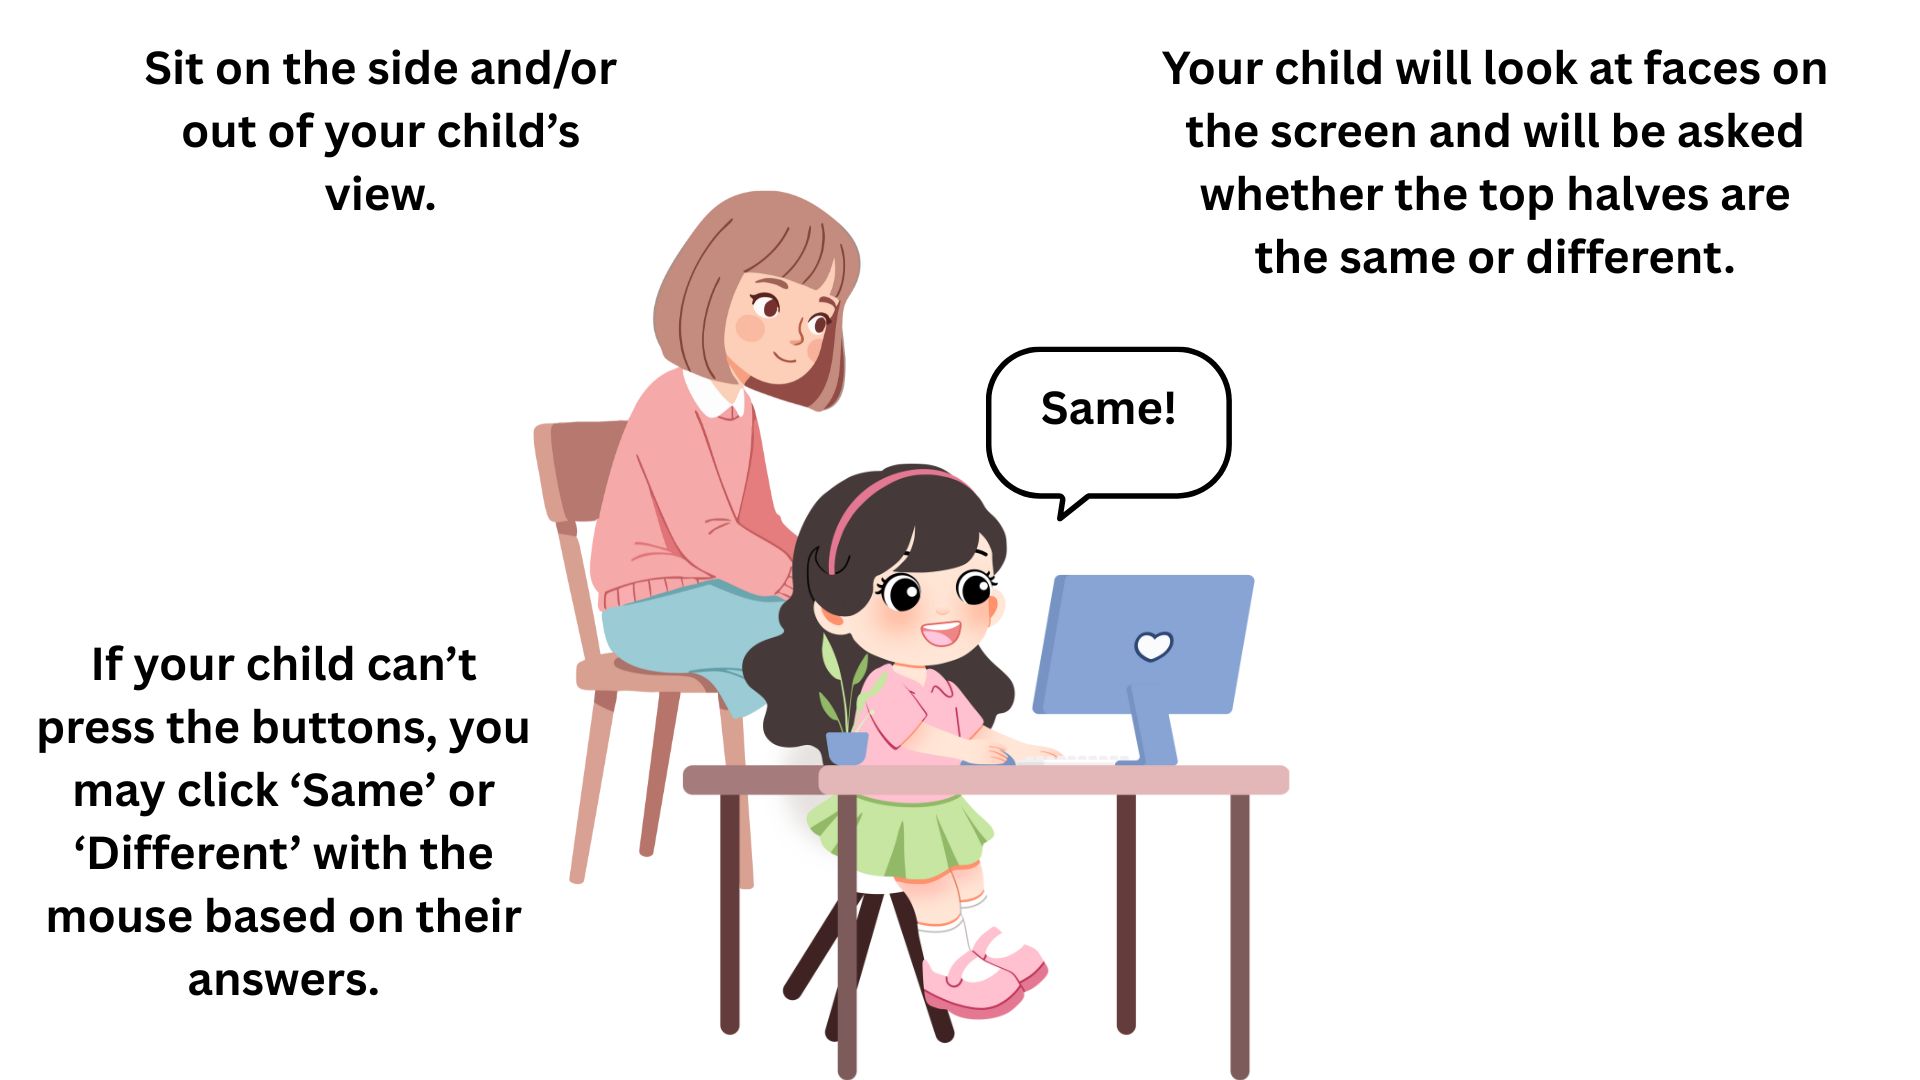 Sit on the side and/or
out of your child’s
view.
Your child will look at faces on
the screen and will be asked
whether the top halves are
the same or different.
Same!
If your child can’t
press the buttons, you
may click ‘Same’ or
‘Different’ with the
mouse based on their
answers.